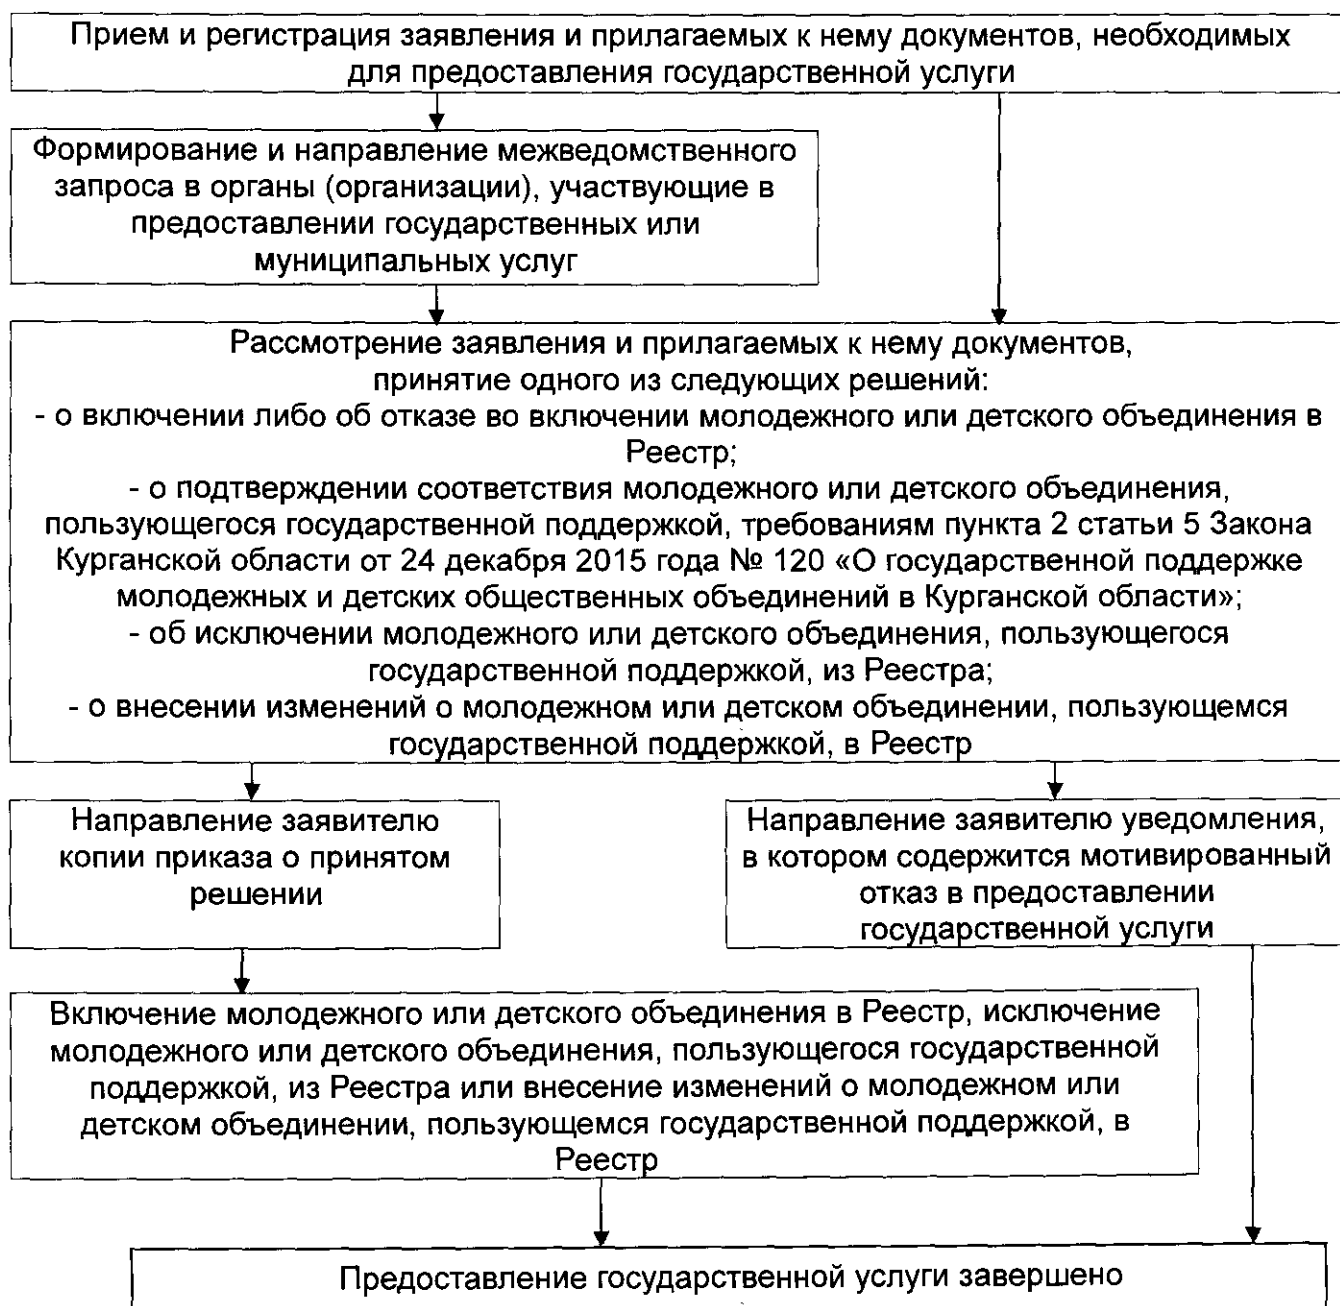 Прием и регистрация заявления и прилагаемых к нему документов, необходимых
для предоставления государственной услуги
Формирование и направление межведомственного
запроса в органы (организации), участвующие в
предоставлении государственных или
муниципальных услуг
Рассмотрение заявления и прилагаемых к нему документов,
принятие одного из следующих решений:
- о включении либо об отказе во включении молодежного или детского объединения в
Реестр;
- о подтверждении соответствия молодежного или детского объединения,
пользующегося государственной поддержкой, требованиям пункта 2 статьи 5 Закона
Курганской области от 24 декабря 2015 года № 120 «О государственной поддержке
молодежных и детских общественных объединений в Курганской области»;
- об исключении молодежного или детского объединения, пользующегося
государственной поддержкой, из Реестра;
- о внесении изменений о молодежном или детском объединении, пользующемся
государственной поддержкой, в Реестр
Направление заявителю
копии приказа о принятом
решении
Направление заявителю уведомления,
в котором содержится мотивированный
отказ в предоставлении
государственной услуги
Включение молодежного или детского объединения в Реестр, исключение
молодежного или детского объединения, пользующегося государственной
поддержкой, из Реестра или внесение изменений о молодежном или
детском объединении, пользующемся государственной поддержкой, в
Реестр
Предоставление государственной услуги завершено